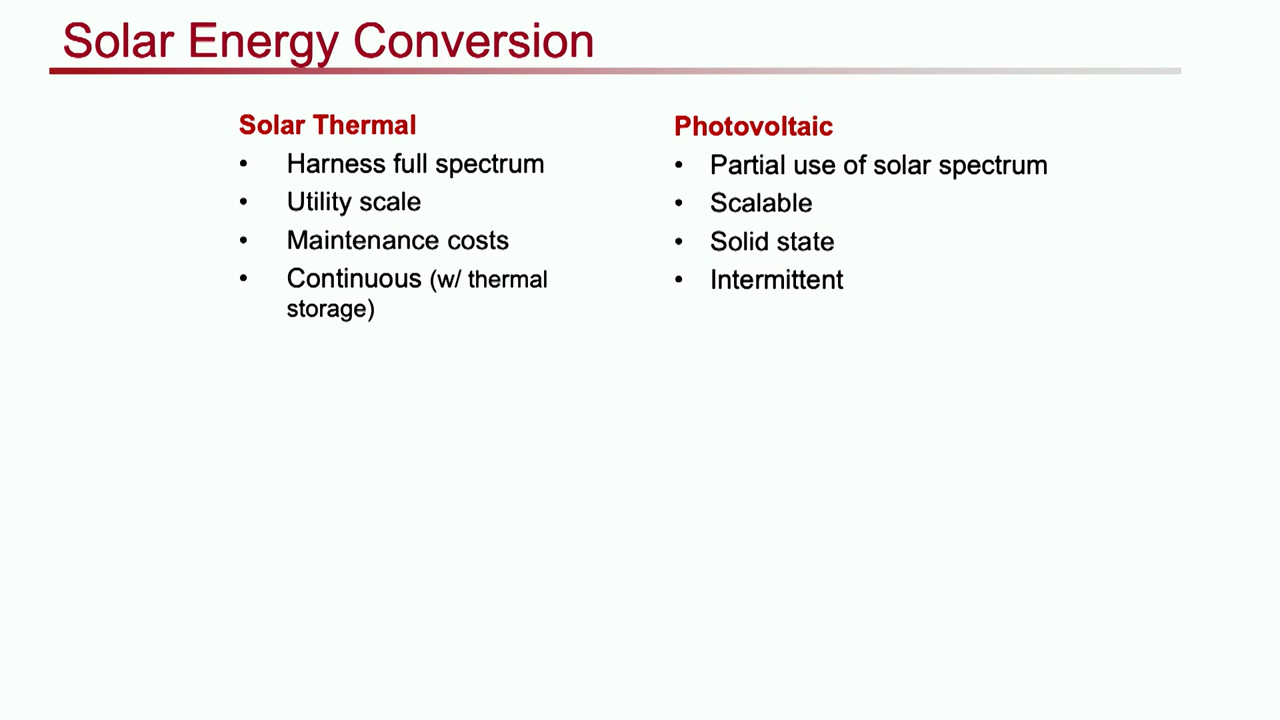 Solar Energy Conversion
Solar Thermal
• Harness full spectrum
• Utility scale
• Maintenance costs
• Continuous (w/ thermal
storage)
Photovoltaic
• Partial use of solar spectrum
• Scalable
• Solid state
• Intermittent